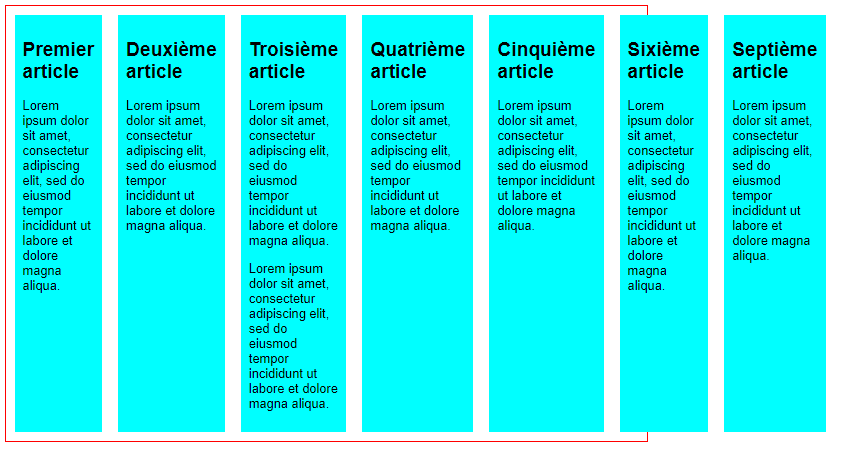 Premier
article
Lorem
ipsum dolor
sit amet,
consectetur
adipiscing
elit, sed do
eiusmod
tempor
incididunt ut
labore et
dolore
magna
aliqua.
Deuxième
article
Lorem ipsum
dolor sit amet,
consectetur
adipiscing elit,
sed do eiusmod
tempor
incididunt ut
labore et dolore
magna aliqua.
Troisième
article
Lorem ipsum
dolor sit amet,
consectetur
adipiscing elit,
sed do
eiusmod
tempor
incididunt ut
labore et dolore
magna aliqua.
Lorem ipsum
dolor sit amet,
consectetur
adipiscing elit,
sed do
eiusmod
tempor
incididunt ut
labore et dolore
magna aliqua.
Quatrième
article
Lorem ipsum
dolor sit amet,
consectetur
adipiscing elit,
sed do eiusmod
tempor
incididunt ut
labore et dolore
magna aliqua.
Cinquième
article
Lorem ipsum
dolor sit amet,
consectetur
adipiscing elit,
sed do eiusmod
tempor incididunt
ut labore et
dolore magna
aliqua.
Sixième
article
Lorem
ipsum dolor
sit amet,
consectetur
adipiscing
elit, sed do
eiusmod
tempor
incididunt ut
labore et
dolore
magna
aliqua.
Septième
article
Lorem ipsum
dolor sit amet,
consectetur
adipiscing elit,
sed do
eiusmod
tempor
incididunt ut
labore et
dolore magna
aliqua.